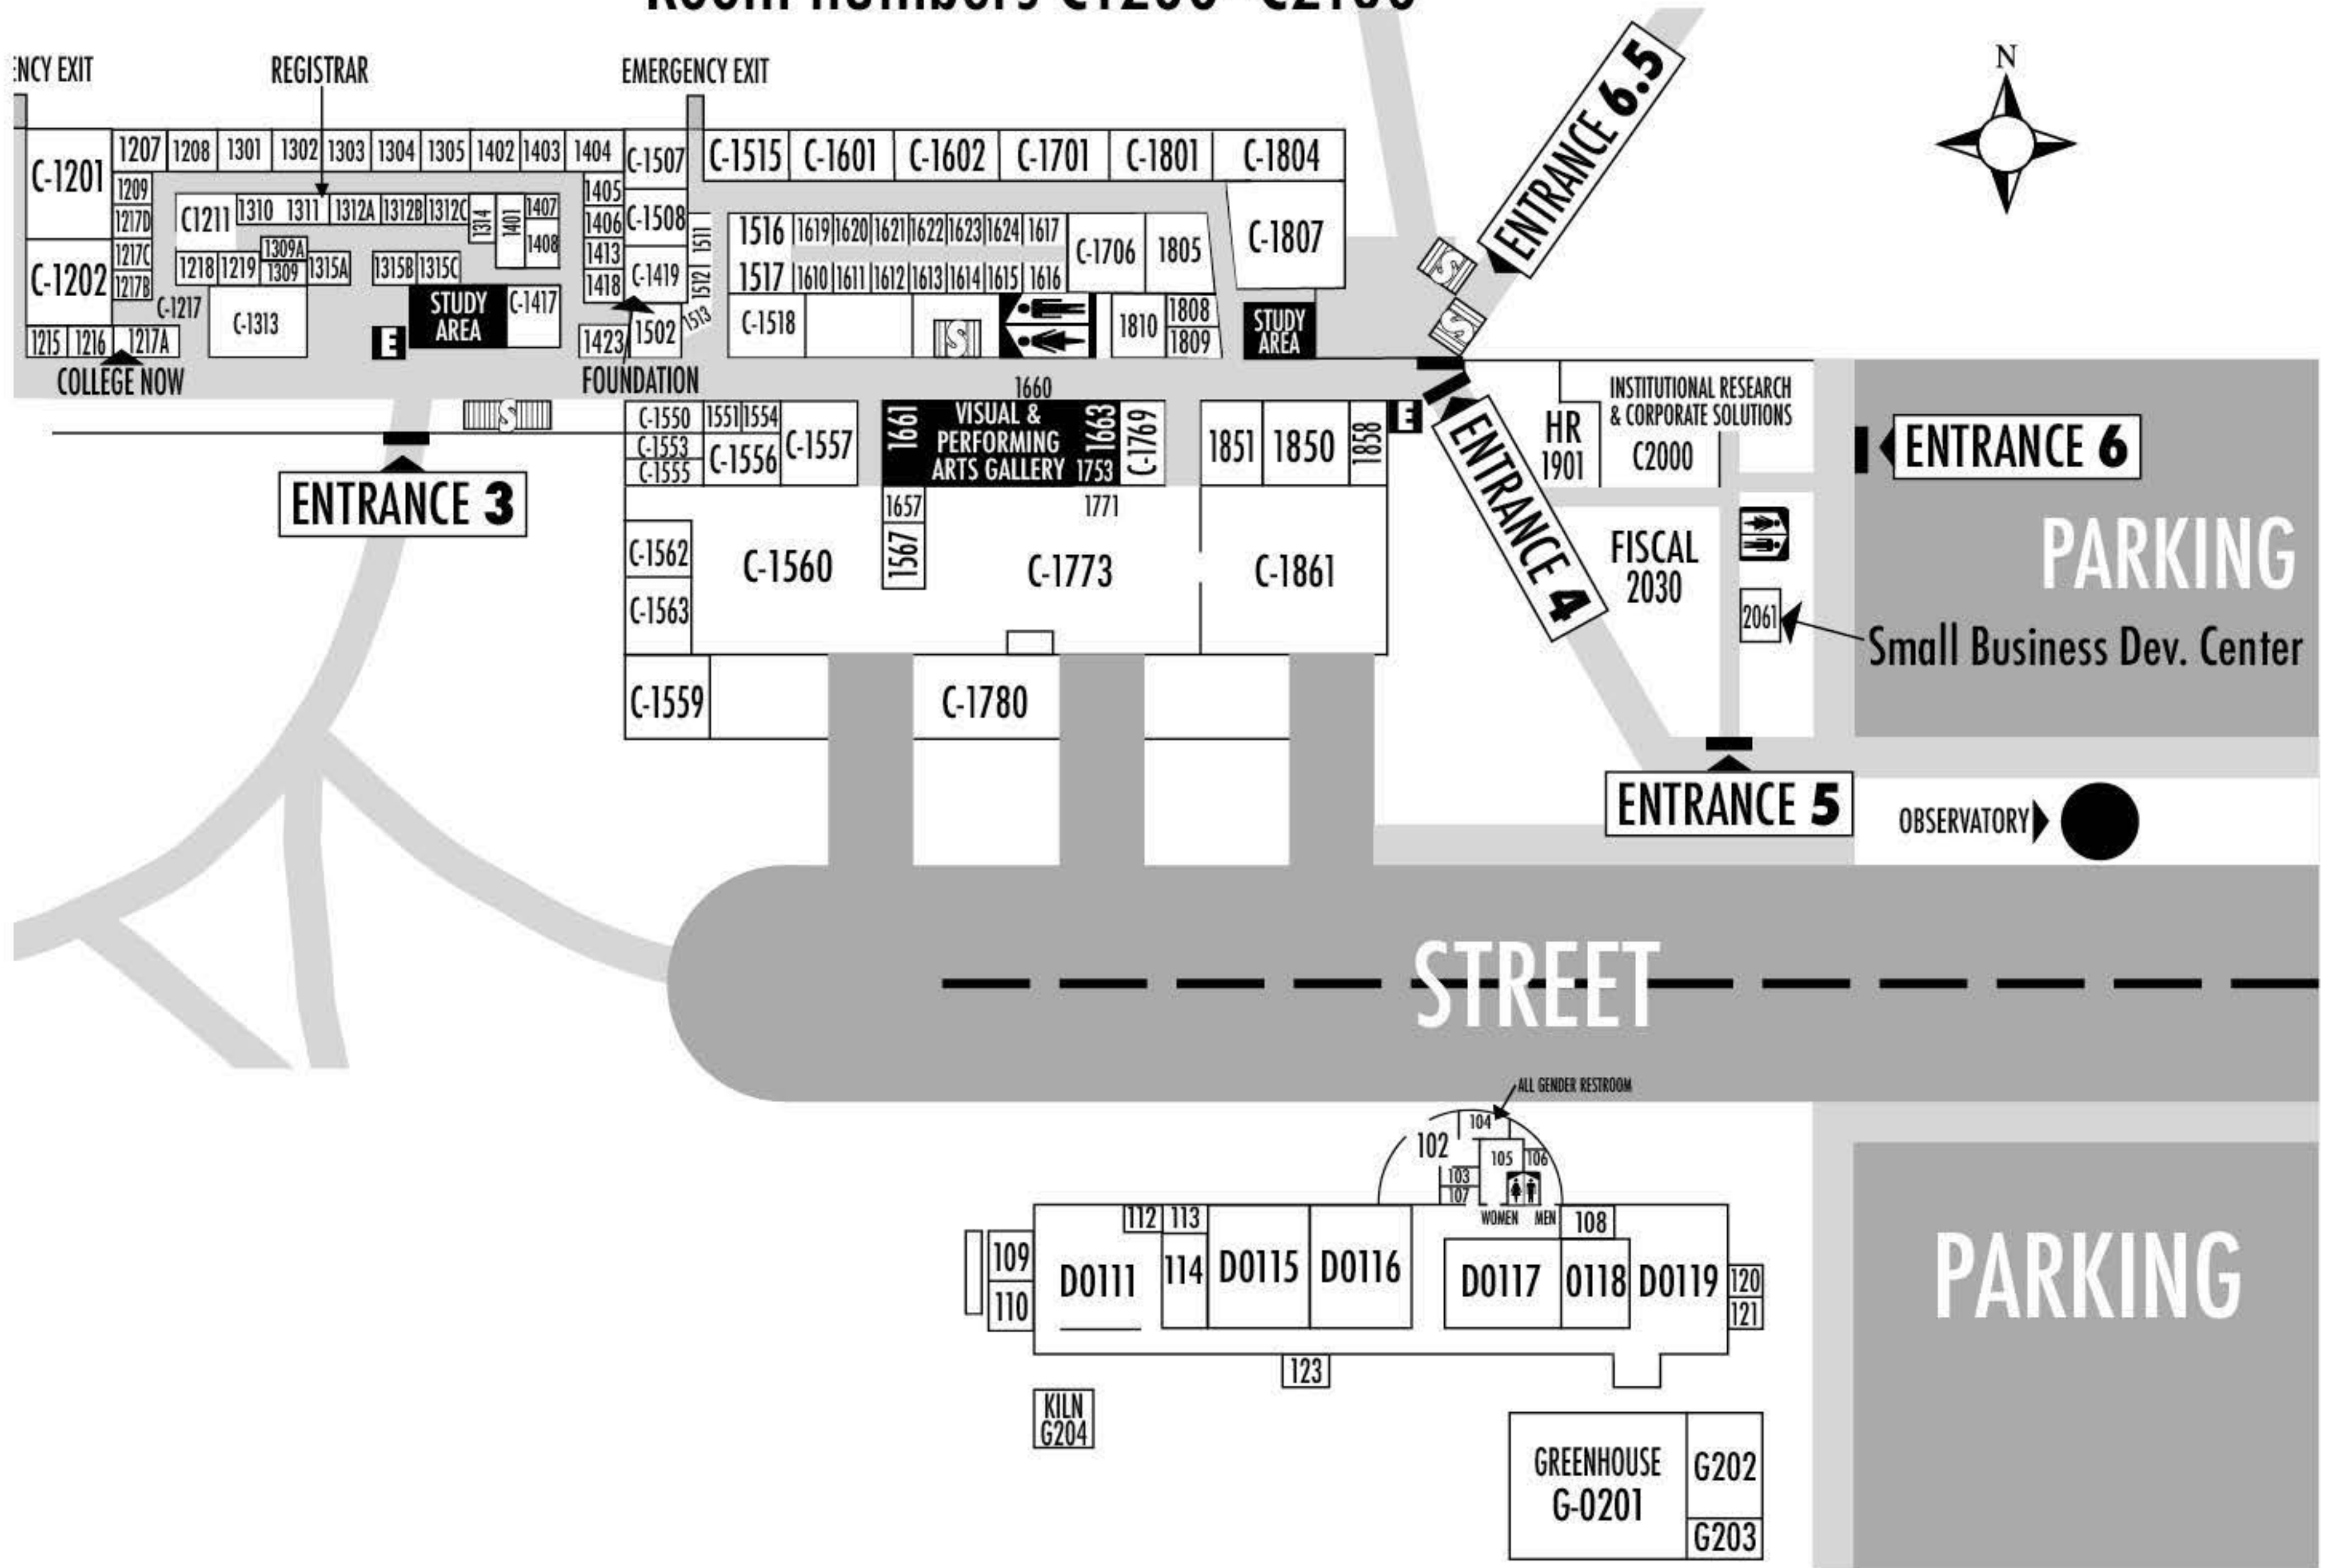 Room numbers C1200 -C2100
ENCY EXIT
REGISTRAR
EMERGENCY EXIT
N
ENTRANCE 6.5
C-1201
1207
1208
1301
1302
1303
1304
1305
1402
1403
1404
C-1507
C-1515
C-1601
C-1602
C-1701
C-1801
C-1804
1209
1217D
1217C
1217B
C-1202
C-1217
1215
1216
1217A
COLLEGE NOW
C1211
1310
1311
1312A
1312B
1312C
1314
1401
1407
1408
1218
1219
1309A
1309
1315A
1315B
1315C
C-1313
E
STUDY
AREA
C-1417
1405
1406
1413
1418
1423
C-1508
C-1419
1502
1511
1512
1513
FOUNDATION
1516
1619
1620
1621
1622
1623
1624
1617
C-1706
1805
C-1807
1517
1610
1611
1612
1613
1614
1615
1616
C-1518
S
1810
1808
1809
STUDY
AREA
S
S
S
ENTRANCE 3
C-1550
1551
1554
C-1553
C-1555
C-1556
C-1557
1660
1661
VISUAL &
PERFORMING
ARTS GALLERY
1663
1753
C-1769
1851
1850
1858
E
ENTRANCE 4
HR
1901
INSTITUTIONAL RESEARCH
& CORPORATE SOLUTIONS
C2000
ENTRANCE 6
PARKING
1657
1567
1771
C-1562
C-1563
C-1560
C-1773
C-1861
FISCAL
2030
2061
Small Business Dev. Center
C-1559
C-1780
ENTRANCE 5
OBSERVATORY
STREET
ALL GENDER RESTROOM
102
104
105
106
103
107
WOMEN
MEN
108
112
113
109
110
D0111
114
D0115
D0116
D0117
0118
D0119
120
121
123
PARKING
KILN
G204
GREENHOUSE
G-0201
G202
G203